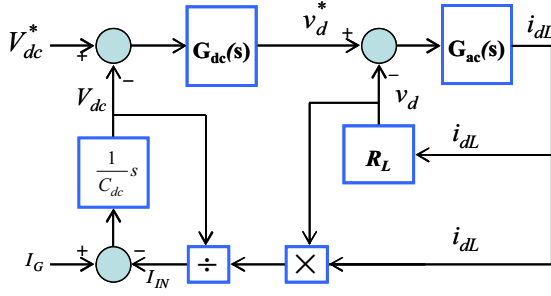 V*dc + − Gdc(s) v*d + − Gac(s) idL
Vdc vd
1/Cdc s RL idL
IG + − IIN ÷ × idL